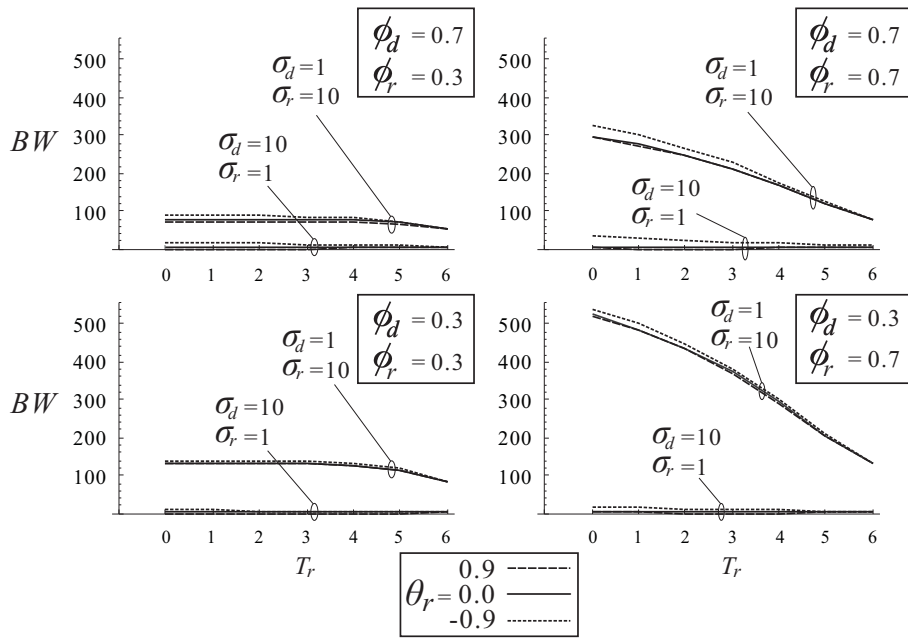 ϕd = 0.7
ϕr = 0.3
500
400
300
200
100
BW
σd =1
σr = 10
σd =10
σr = 1
0 1 2 3 4 5 6
ϕd = 0.7
ϕr = 0.7
500
400
300
200
100
σd =1
σr = 10
σd =10
σr = 1
0 1 2 3 4 5 6
ϕd = 0.3
ϕr = 0.3
500
400
300
200
100
BW
σd =1
σr = 10
σd =10
σr = 1
0 1 2 3 4 5 6
Tr
ϕd = 0.3
ϕr = 0.7
500
400
300
200
100
σd =1
σr = 10
σd =10
σr = 1
0 1 2 3 4 5 6
Tr
0.9
θr = 0.0
-0.9